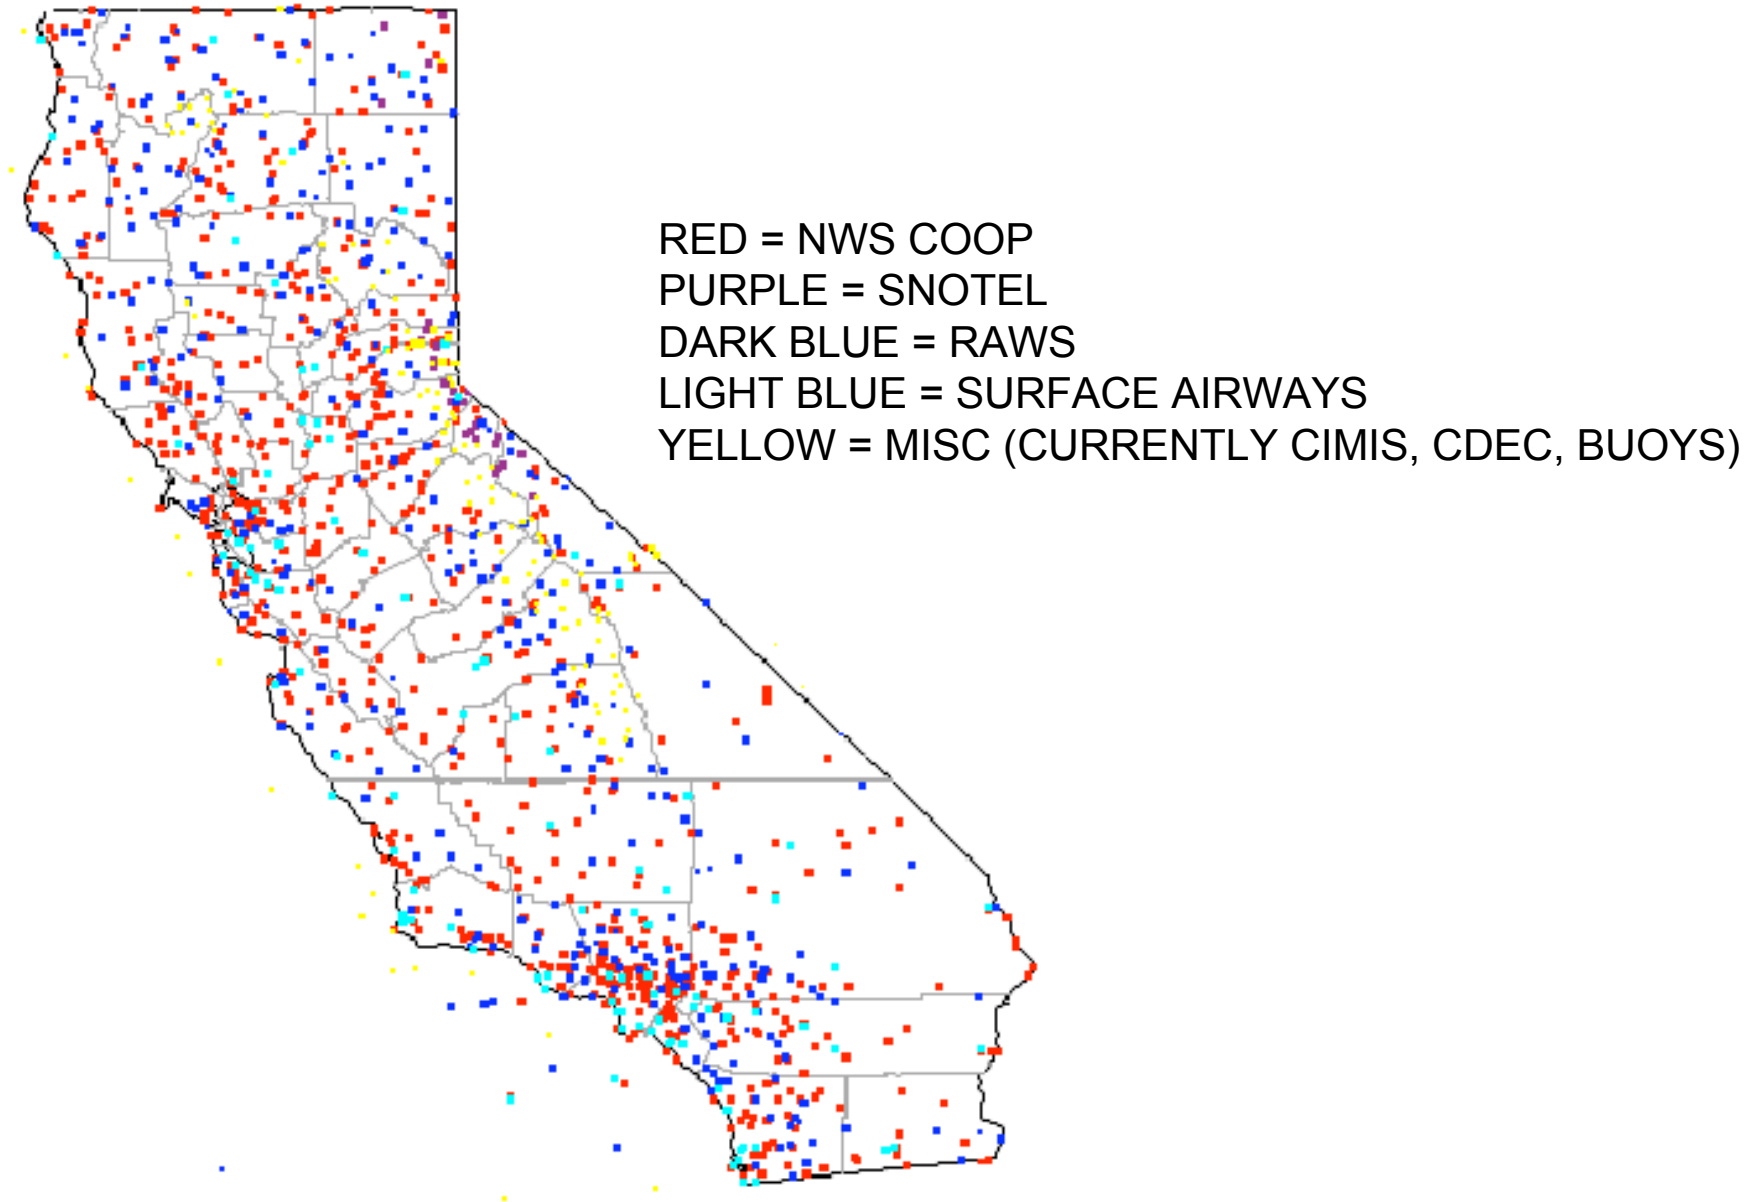 RED = NWS COOP
PURPLE = SNOTEL
DARK BLUE = RAWS
LIGHT BLUE = SURFACE AIRWAYS
YELLOW = MISC (CURRENTLY CIMIS, CDEC, BUOYS)